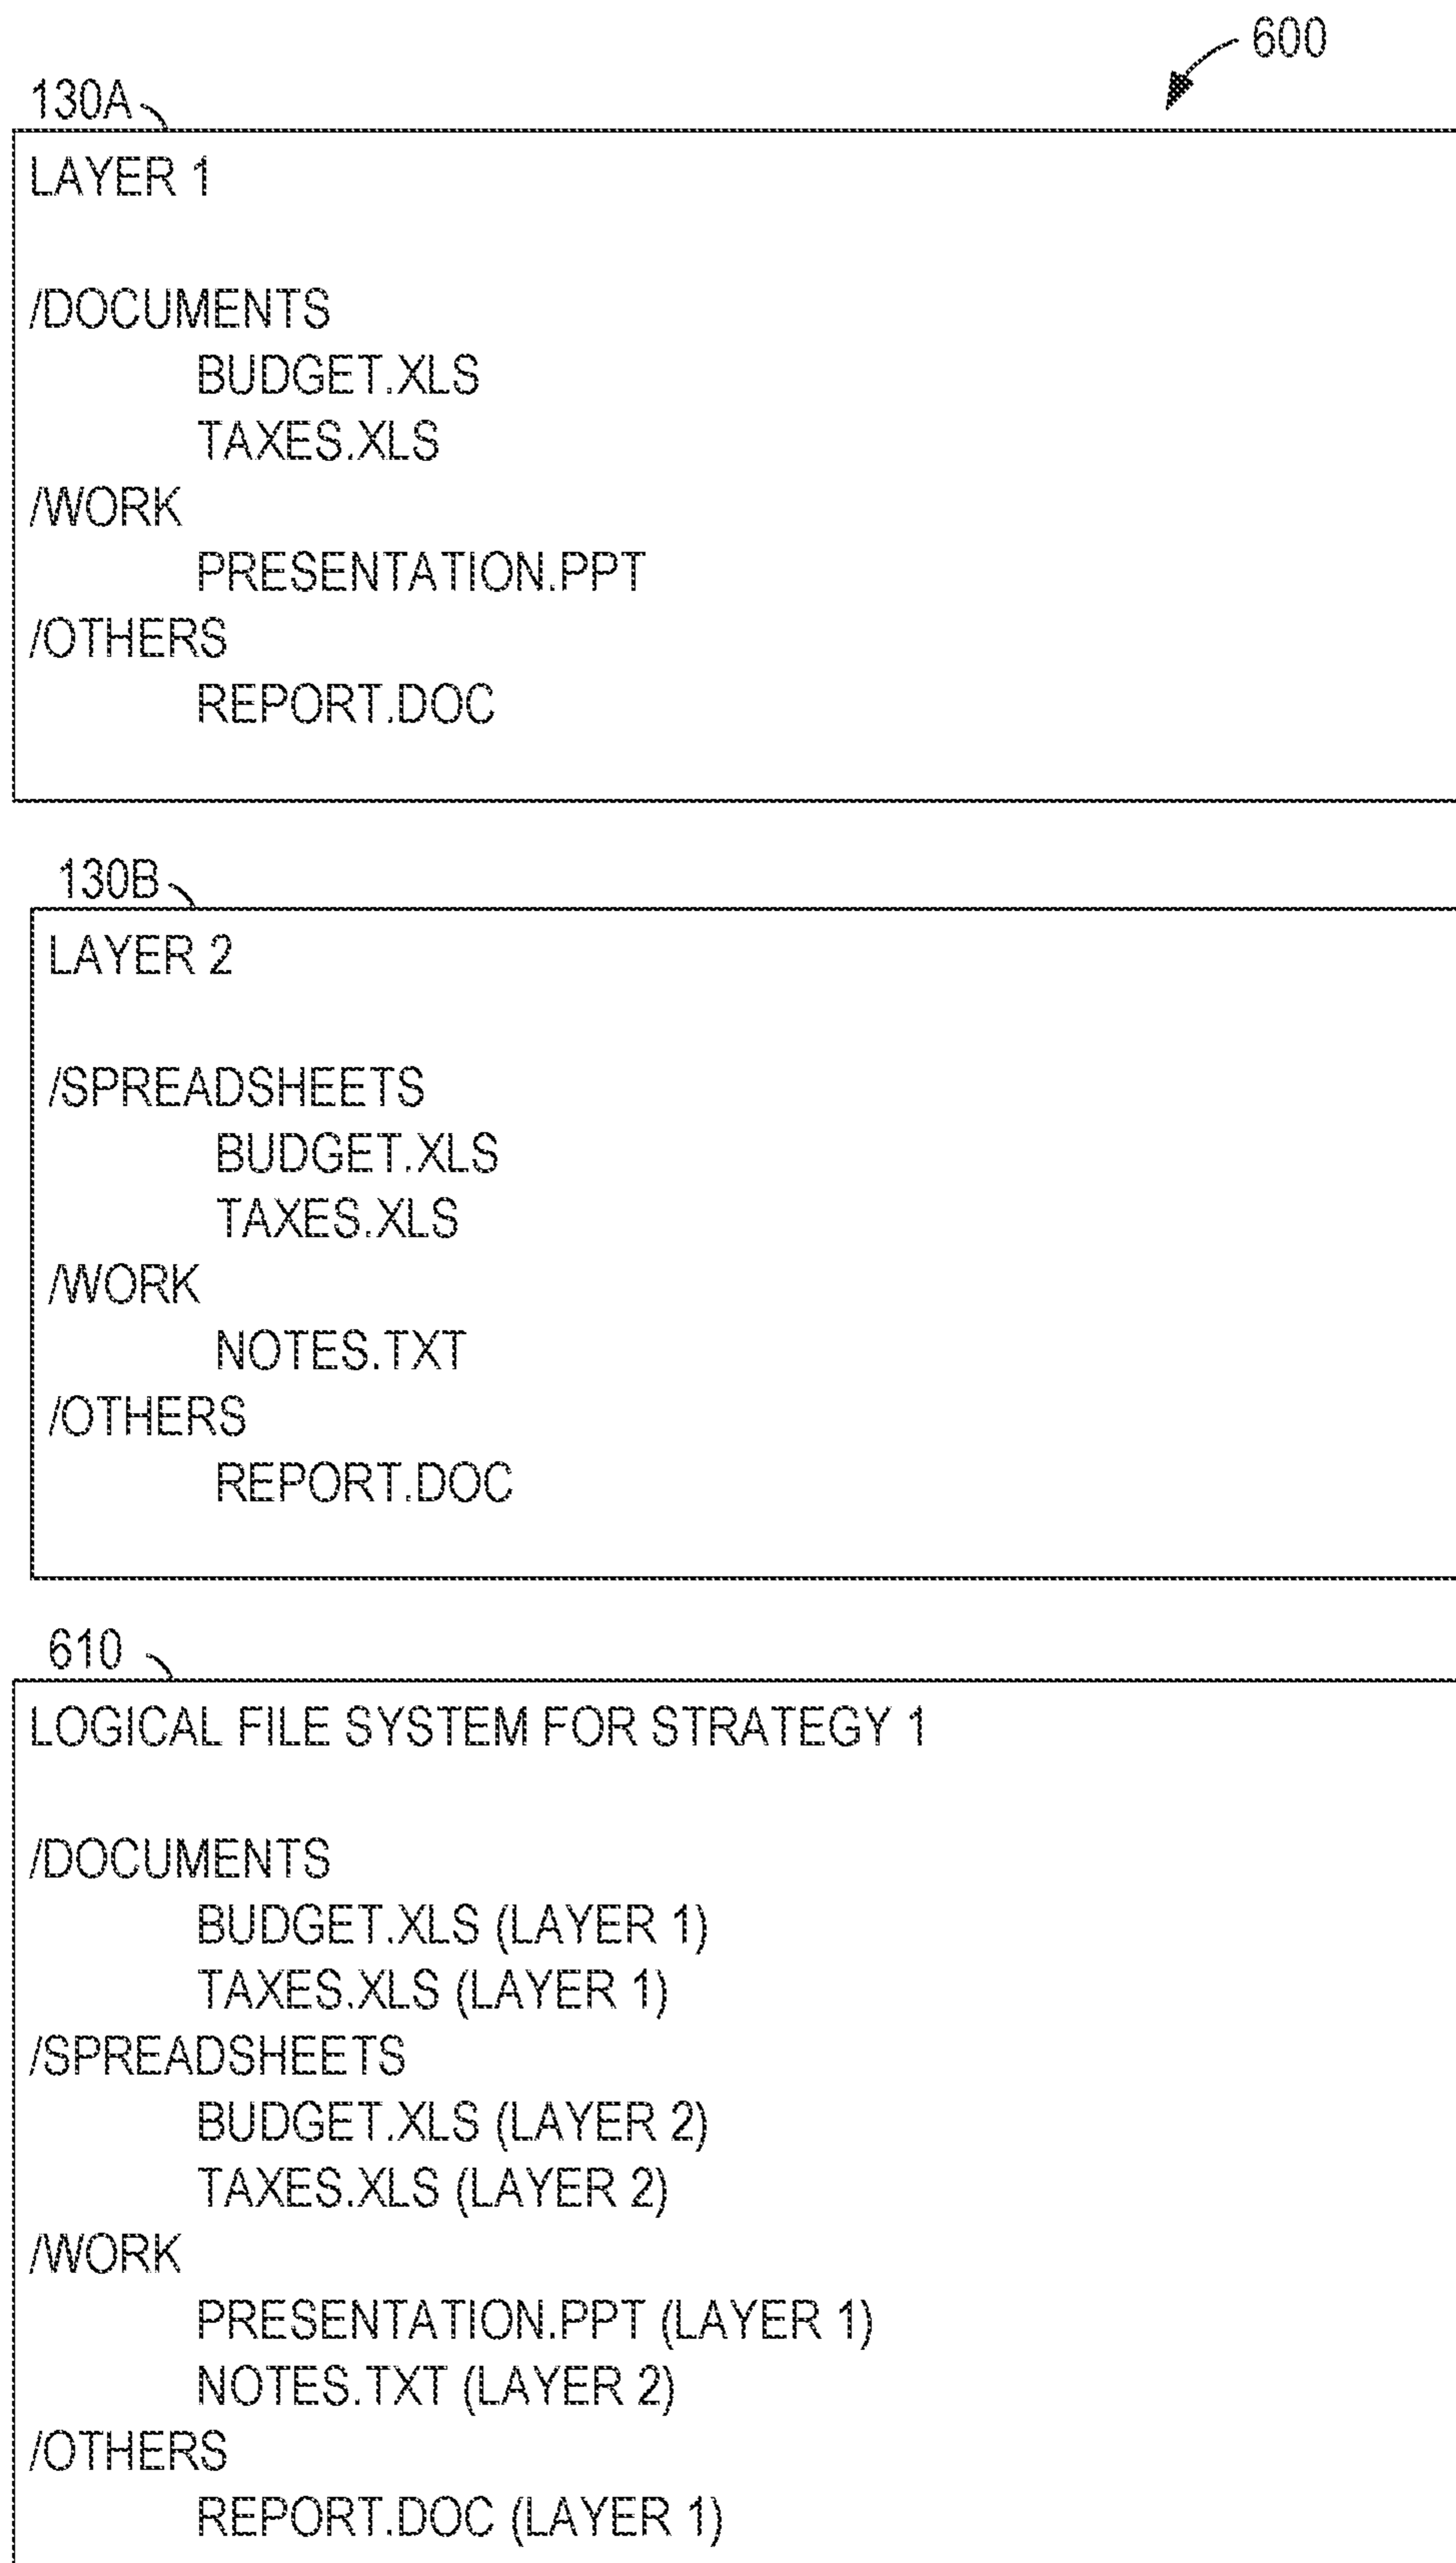 600
130A
LAYER 1
/DOCUMENTS
BUDGET.XLS
TAXES.XLS
/WORK
PRESENTATION.PPT
/OTHERS
REPORT.DOC
130B
LAYER 2
/SPREADSHEETS
BUDGET.XLS
TAXES.XLS
/WORK
NOTES.TXT
/OTHERS
REPORT.DOC
610
LOGICAL FILE SYSTEM FOR STRATEGY 1
/DOCUMENTS
BUDGET.XLS (LAYER 1)
TAXES.XLS (LAYER 1)
/SPREADSHEETS
BUDGET.XLS (LAYER 2)
TAXES.XLS (LAYER 2)
/WORK
PRESENTATION.PPT (LAYER 1)
NOTES.TXT (LAYER 2)
/OTHERS
REPORT.DOC (LAYER 1)